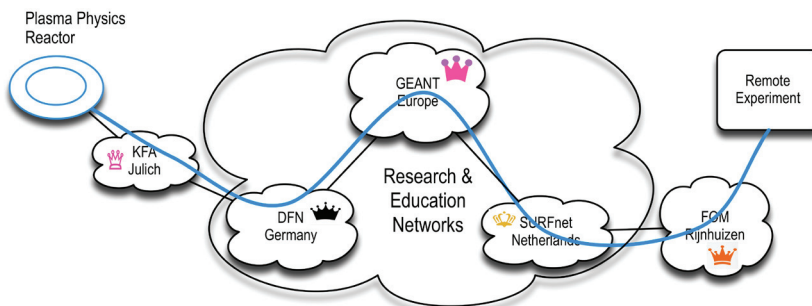 Plasma Physics
Reactor
KFA
Julich
DFN
Germany
GEANT
Europe
Research &
Education
Networks
SURFnet
Netherlands
FOM
Rijnhuizen
Remote
Experiment